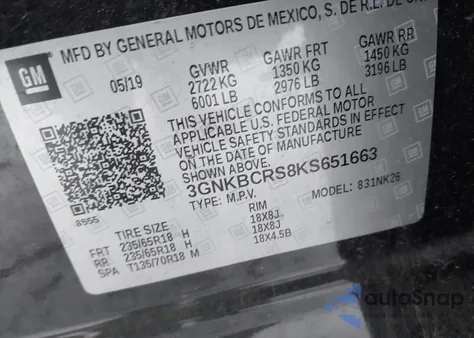 GM
MFD BY GENERAL MOTORS DE MEXICO, S. DE R.L. DE
05/19
GVWR GAWR FRT GAWR RR
2722 KG 1350 KG 1450 KG
6001 LB 2976 LB 3196 LB
THIS VEHICLE CONFORMS TO ALL
APPLICABLE U.S. FEDERAL MOTOR
VEHICLE SAFETY STANDARDS IN EFFECT
ON THE DATE OF MANUFACTURE
SHOWN ABOVE.
3GNKBCRS8KS651663
TYPE: M.P.V. MODEL: 831NK26
8555
TIRE SIZE RIM
FRT 235/65R18 H 18X8J
RR 235/65R18 H 18X8J
SPA T135/70R18 M 18X4.5B
autoSnap